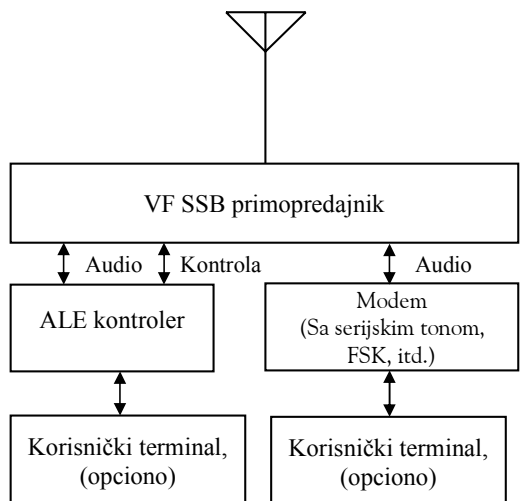 VF SSB primopredajnik
Audio
Kontrola
Audio
ALE kontroler
Modem
(Sa serijskim tonom,
FSK, itd.)
Korisnički terminal,
(opciono)
Korisnički terminal,
(opciono)